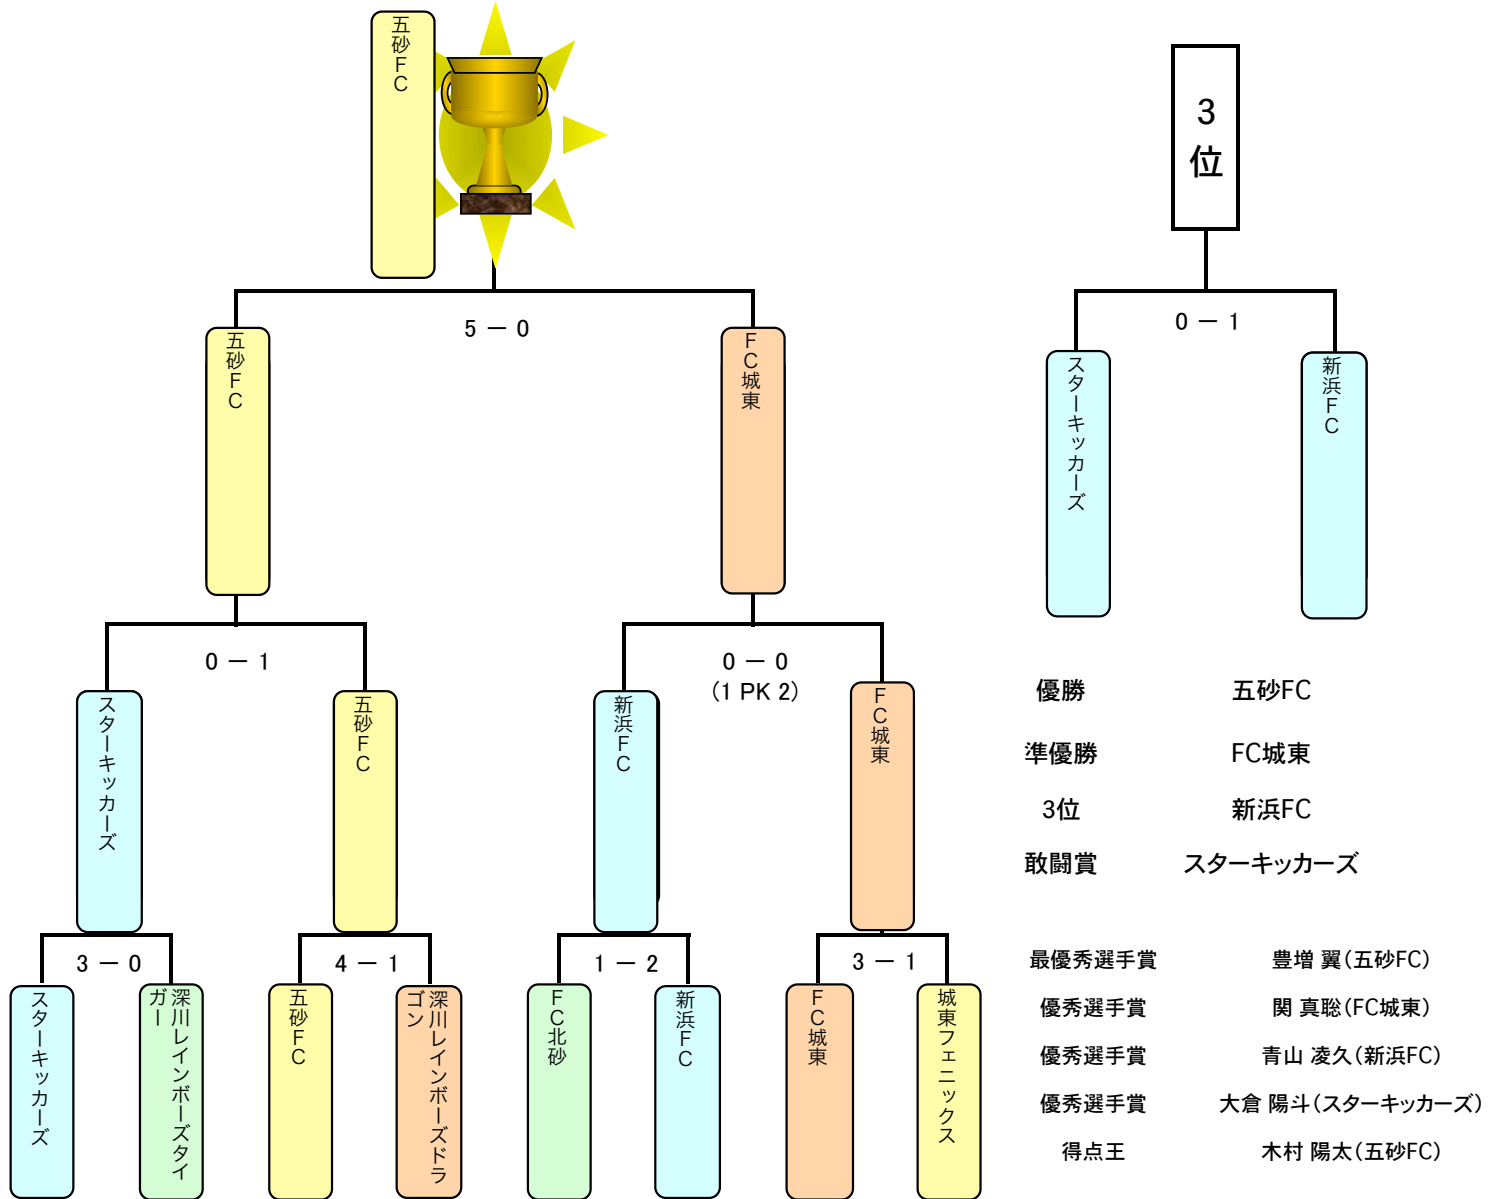 五砂FC
3位
5 － 0
0 － 1
五砂FC
FC城東
スターキッカーズ
新浜FC
0 － 1
0 － 0
(1 PK 2)
スターキッカーズ
五砂FC
新浜FC
FC城東
優勝 五砂FC
準優勝 FC城東
3位 新浜FC
敢闘賞 スターキッカーズ
3 － 0
4 － 1
1 － 2
3 － 1
スターキッカーズ
深川レインボーズタイ
ガー
五砂FC
深川レインボーズドラ
ゴン
FC北砂
新浜FC
FC城東
城東フェニックス
最優秀選手賞 豊増 翼(五砂FC)
優秀選手賞 関 真聡(FC城東)
優秀選手賞 青山 凌久(新浜FC)
優秀選手賞 大倉 陽斗(スターキッカーズ)
得点王 木村 陽太(五砂FC)